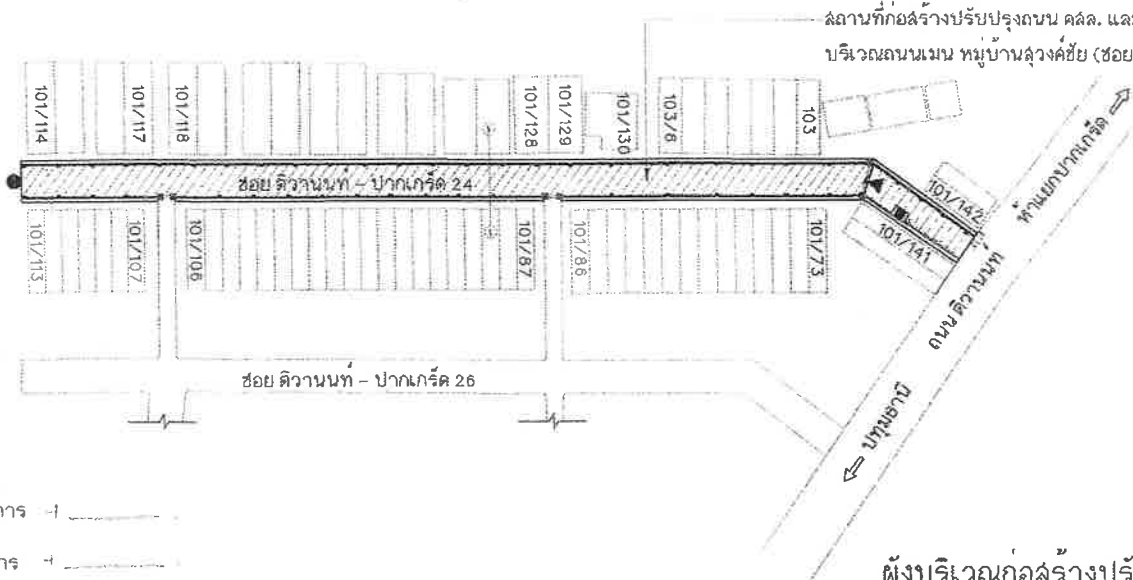 สถานที่ก่อสร้างปรับปรุงถนน คสล. และ
บริเวณถนนเมน หมู่บ้านสุวงค์ชัย (ซอย
101/114
101/117
101/118
101/128
101/129
101/130
103/8
103
ซอย ติวานนท์ - ปากเกร็ด 24
101/142
101/141
ห้าแยกปากเกร็ด
101/113
101/107
101/106
101/87
101/86
101/73
ถนน ติวานนท์
ซอย ติวานนท์ - ปากเกร็ด 26
ปทุมธานี
การ
การ
ผังบริเวณก่อสร้างปรั